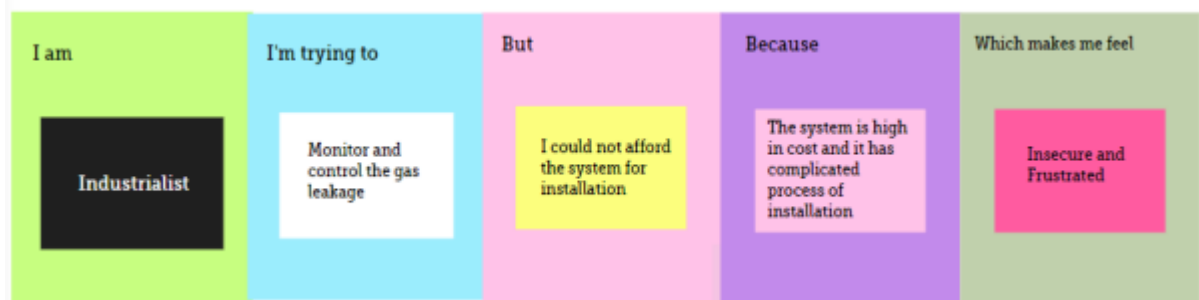 I am
Industrialist
I'm trying to
Monitor and
control the gas
leakage
But
I could not afford
the system for
installation
Because
The system is high
in cost and it has
complicated
process of
installation
Which makes me feel
Insecure and
Frustrated